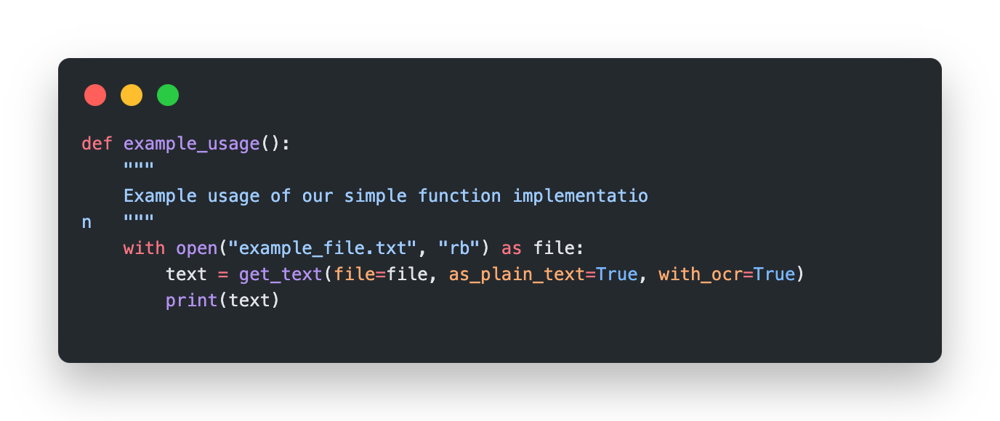 def example_usage():
    """
    Example usage of our simple function implementatio
n   """
    with open("example_file.txt", "rb") as file:
        text = get_text(file=file, as_plain_text=True, with_ocr=True)
        print(text)